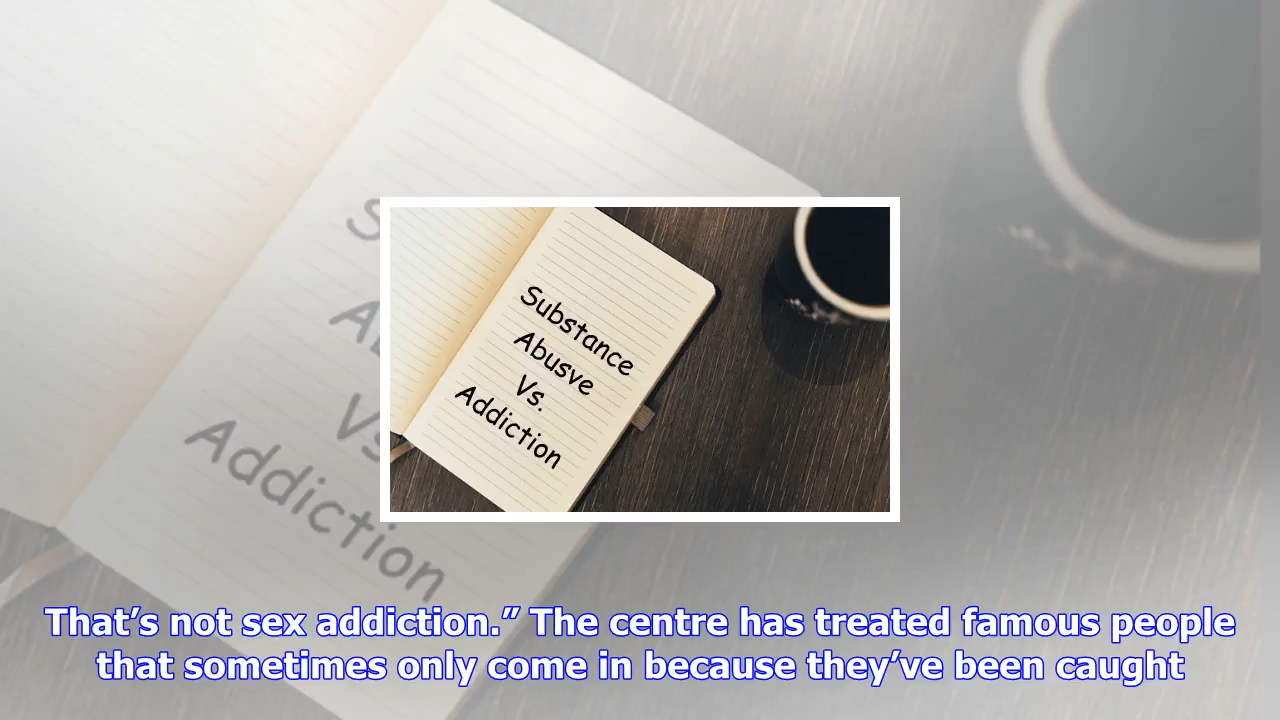 Substance
Abusve
Vs.
Addiction
That’s not sex addiction.” The centre has treated famous people
that sometimes only come in because they’ve been caught